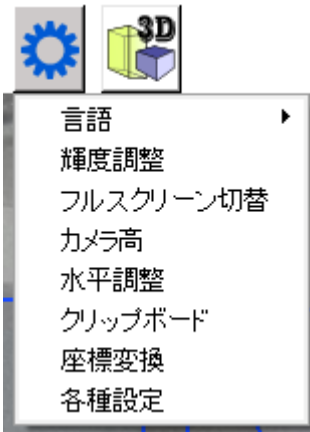 3D
言語
輝度調整
フルスクリーン切替
カメラ高
水平調整
クリップボード
座標変換
各種設定